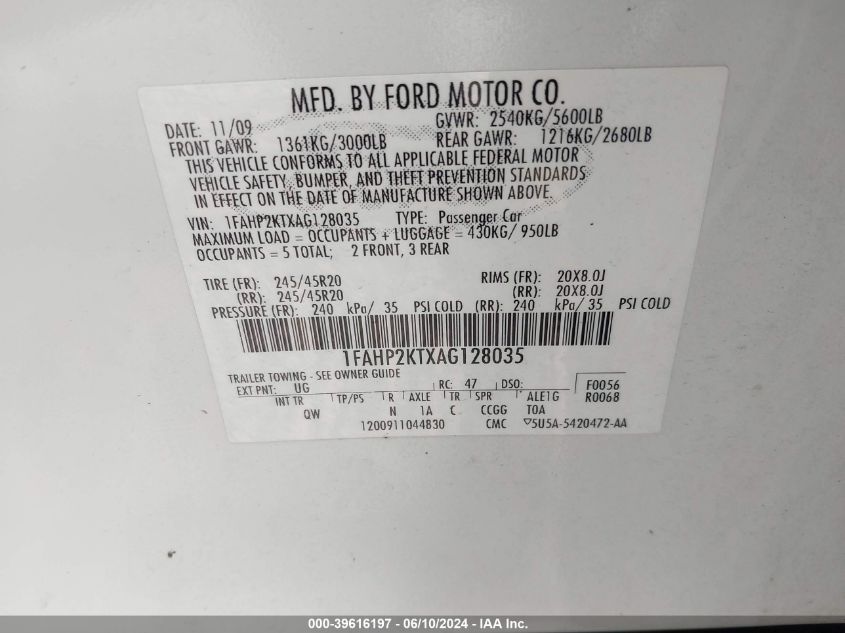 MFD. BY FORD MOTOR CO.
DATE: 11/09 GVWR: 2540KG/5600LB
FRONT GAWR: 1361KG/3000LB REAR GAWR: 1216KG/2680LB
THIS VEHICLE CONFORMS TO ALL APPLICABLE FEDERAL MOTOR
VEHICLE SAFETY, BUMPER, AND THEFT PREVENTION STANDARDS
IN EFFECT ON THE DATE OF MANUFACTURE SHOWN ABOVE.
VIN: 1FAHP2KTXAG128035 TYPE: Passenger Car
MAXIMUM LOAD = OCCUPANTS + LUGGAGE = 430KG/ 950LB
OCCUPANTS = 5 TOTAL; 2 FRONT, 3 REAR
TIRE (FR): 245/45R20 RIMS (FR): 20X8.0J
(RR): 245/45R20 (RR): 20X8.0J
PRESSURE (FR): 240 kPa/ 35 PSI COLD (RR): 240 kPa/ 35 PSI COLD
1FAHP2KTXAG128035
TRAILER TOWING - SEE OWNER GUIDE
EXT PNT: UG RC: 47 DSO: F0056
INT TR TP/PS R AXLE TR SPR ALE1G R0068
QW N 1A C CCGG TOA
1200911044830 CMC ▽5U5A-5420472-AA
000-39616197 - 06/10/2024 - IAA Inc.